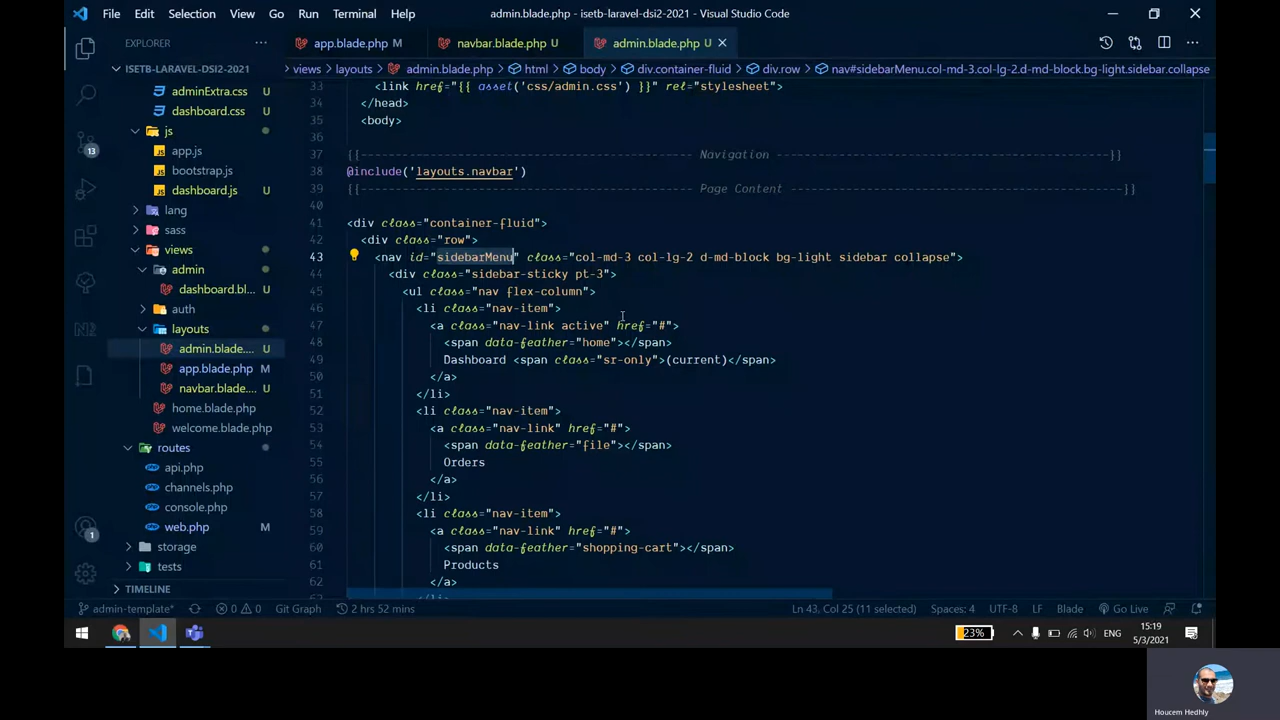 File Edit Selection View Go Run Terminal Help
admin.blade.php - isetb-laravel-dsi2-2021 - Visual Studio Code
EXPLORER
app.blade.php M
navbar.blade.php U
admin.blade.php U
views > layouts > admin.blade.php > html > body > div.container-fluid > div.row > nav#sidebarMenu.col-md-3.col-lg-2.d-md-block.bg-light.sidebar.collapse
ISETB-LARAVEL-DSI2-2021
adminExtra.css U
dashboard.css U
js
app.js
bootstrap.js
dashboard.js U
lang
sass
views
admin
dashboard.bl... U
auth
layouts
admin.blade.... U
app.blade.php M
navbar.blade.... U
home.blade.php
welcome.blade.php
routes
api.php
channels.php
console.php
web.php M
storage
tests
TIMELINE
13
1
33 <link href="{{ asset('css/admin.css') }}" rel="stylesheet">
34 </head>
35 <body>
36
37 {{-- Navigation --}}
38 @include('layouts.navbar')
39 {{-- Page Content --}}
40
41 <div class="container-fluid">
42 <div class="row">
43 <nav id="sidebarMenu" class="col-md-3 col-lg-2 d-md-block bg-light sidebar collapse">
44 <div class="sidebar-sticky pt-3">
45 <ul class="nav flex-column">
46 <li class="nav-item">
47 <a class="nav-link active" href="#">
48 <span data-feather="home"></span>
49 Dashboard <span class="sr-only">(current)</span>
50 </a>
51 </li>
52 <li class="nav-item">
53 <a class="nav-link" href="#">
54 <span data-feather="file"></span>
55 Orders
56 </a>
57 </li>
58 <li class="nav-item">
59 <a class="nav-link" href="#">
60 <span data-feather="shopping-cart"></span>
61 Products
62 </a>
admin-template* 0 0 Git Graph 2 hrs 52 mins
Ln 43, Col 25 (11 selected) Spaces: 4 UTF-8 LF Blade Go Live
23%
ENG
15:19
5/3/2021
Houcem Hedhly